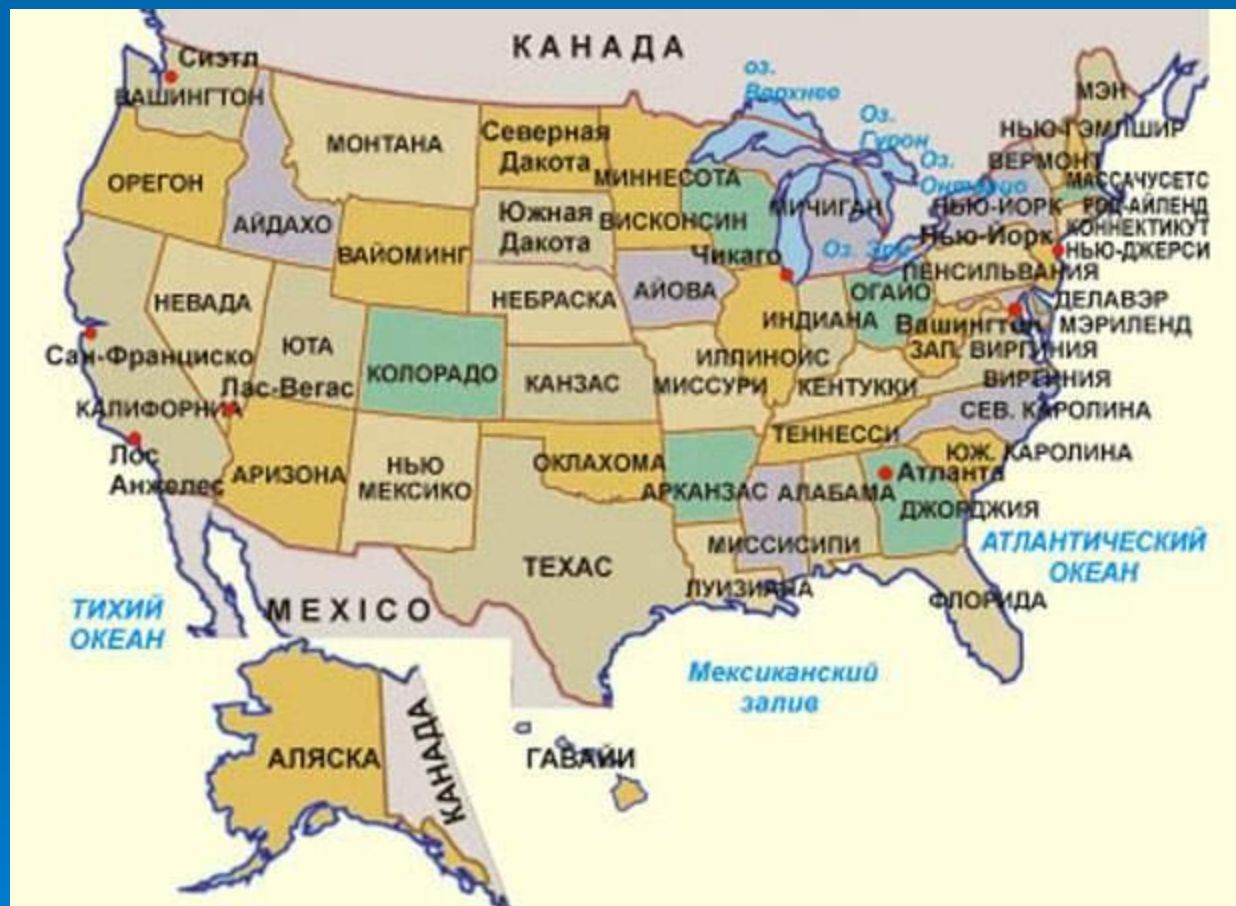 КАНАДА
Сиэтл
ВАШИНГТОН
оз.
Верхнее
МЭН
МОНТАНА
Северная
Дакота
Оз.
Гурон
НЬЮ-ГЭМПШИР
ОРЕГОН
МИННЕСОТА
Оз.
Онтарио
ВЕРМОНТ
МАССАЧУСЕТС
АЙДАХО
Южная
Дакота
ВИСКОНСИН
МИЧИГАН
НЬЮ-ЙОРК
РОД-АЙЛЕНД
КОННЕКТИКУТ
ВАЙОМИНГ
Чикаго
Оз. Эри
Нью-Йорк
НЬЮ-ДЖЕРСИ
ПЕНСИЛЬВАНИЯ
НЕВАДА
НЕБРАСКА
АЙОВА
ОГАЙО
ДЕЛАВЭР
ИНДИАНА
Вашингтон
МЭРИЛЕНД
Сан-Франциско
ЮТА
ИЛЛИНОИС
ЗАП. ВИРГИНИЯ
КОЛОРАДО
КАНЗАС
МИССУРИ
КЕНТУККИ
ВИРГИНИЯ
Лас-Вегас
КАЛИФОРНИЯ
СЕВ. КАРОЛИНА
ТЕННЕССИ
Лос
Анжелес
АРИЗОНА
НЬЮ
МЕКСИКО
ОКЛАХОМА
ЮЖ. КАРОЛИНА
Атланта
АРКАНЗАС
АЛАБАМА
ДЖОРДЖИЯ
МИССИСИПИ
АТЛАНТИЧЕСКИЙ
ОКЕАН
ТЕХАС
ЛУИЗИАНА
ФЛОРИДА
ТИХИЙ
ОКЕАН
MEXICO
Мексиканский
залив
АЛЯСКА
КАНАДА
ГАВАЙИ